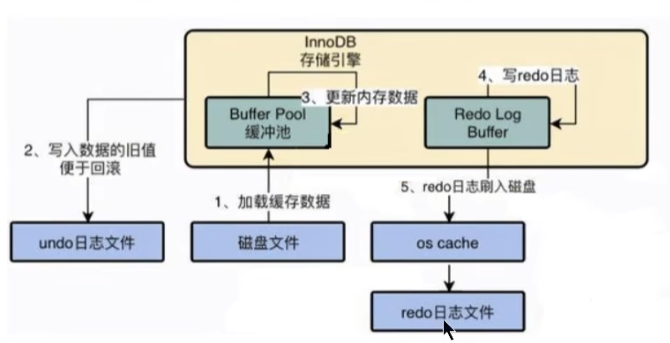 InnoDB
存储引擎
4、写redo日志
3、更新内存数据
Buffer Pool
缓冲池
Redo Log
Buffer
2、写入数据的旧值
便于回滚
1、加载缓存数据
5、redo日志刷入磁盘
undo日志文件
磁盘文件
os cache
redo日志文件